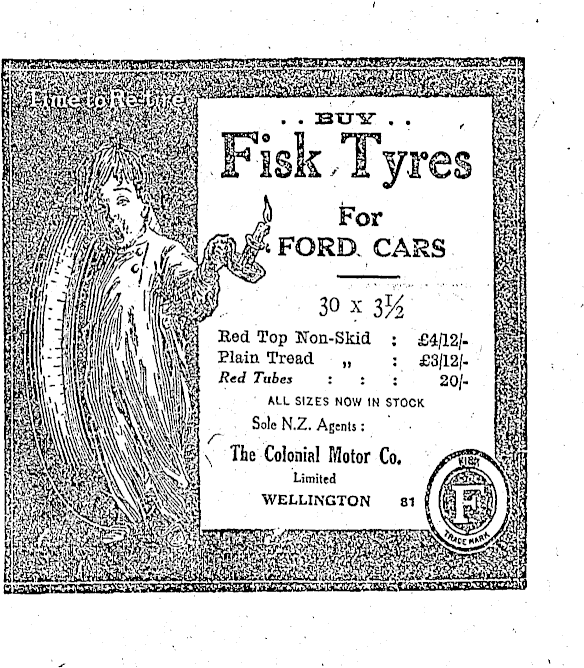 Time to Re-tire
. . BUY . .
Fisk Tyres
For
FORD CARS
30 x 3½
Red Top Non-Skid : £4/12/-
Plain Tread „ : £3/12/-
Red Tubes : : : 20/-
ALL SIZES NOW IN STOCK
Sole N.Z. Agents :
The Colonial Motor Co.
Limited
WELLINGTON 81
FISK
F
TRADE MARK